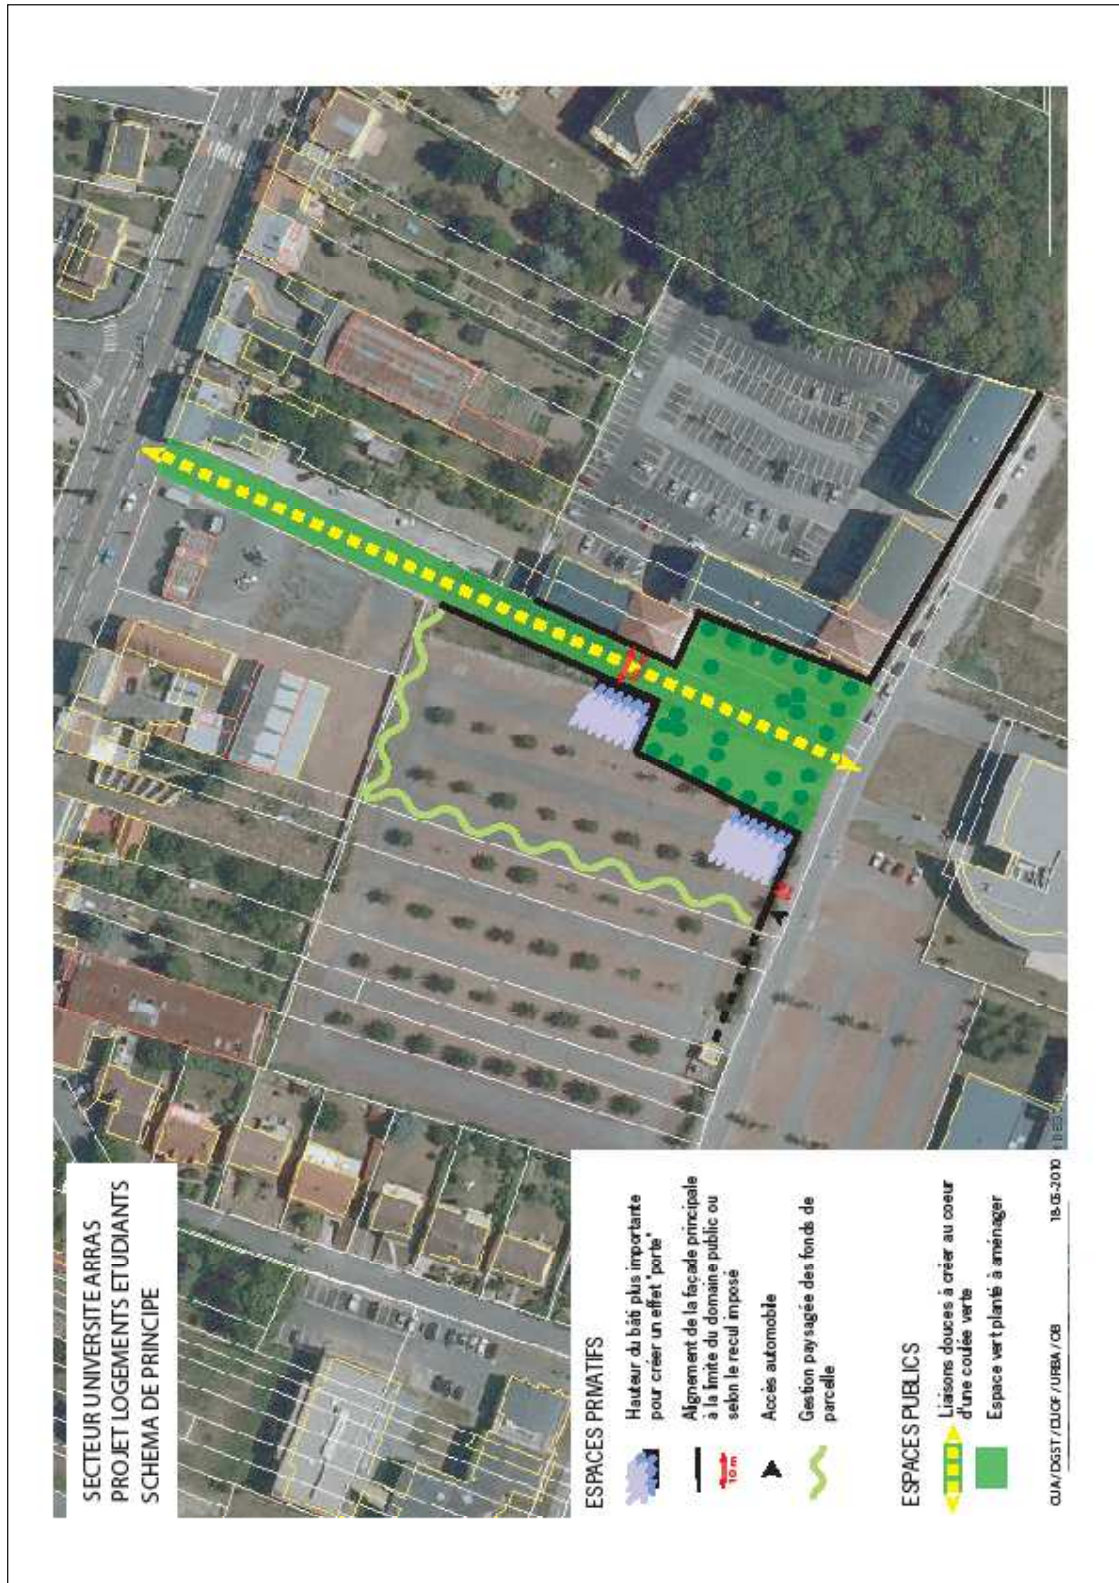 SECTEUR UNIVERSITE ARRAS
PROJET LOGEMENTS ETUDIANTS
SCHEMA DE PRINCIPE
ESPACES PRIVATIFS
Hauteur du bâti plus importante
pour créer un effet "porte"
Alignement de la façade principale
à la limite du domaine public ou
selon le recul imposé
10 m
Accès automobile
Gestion paysagée des fonds de
parcelle
ESPACES PUBLICS
Liaisons douces à créer au coeur
d'une coulée verte
Espace vert planté à aménager
CUA / DGST / CUOF / URBA / OB
18-05-2010